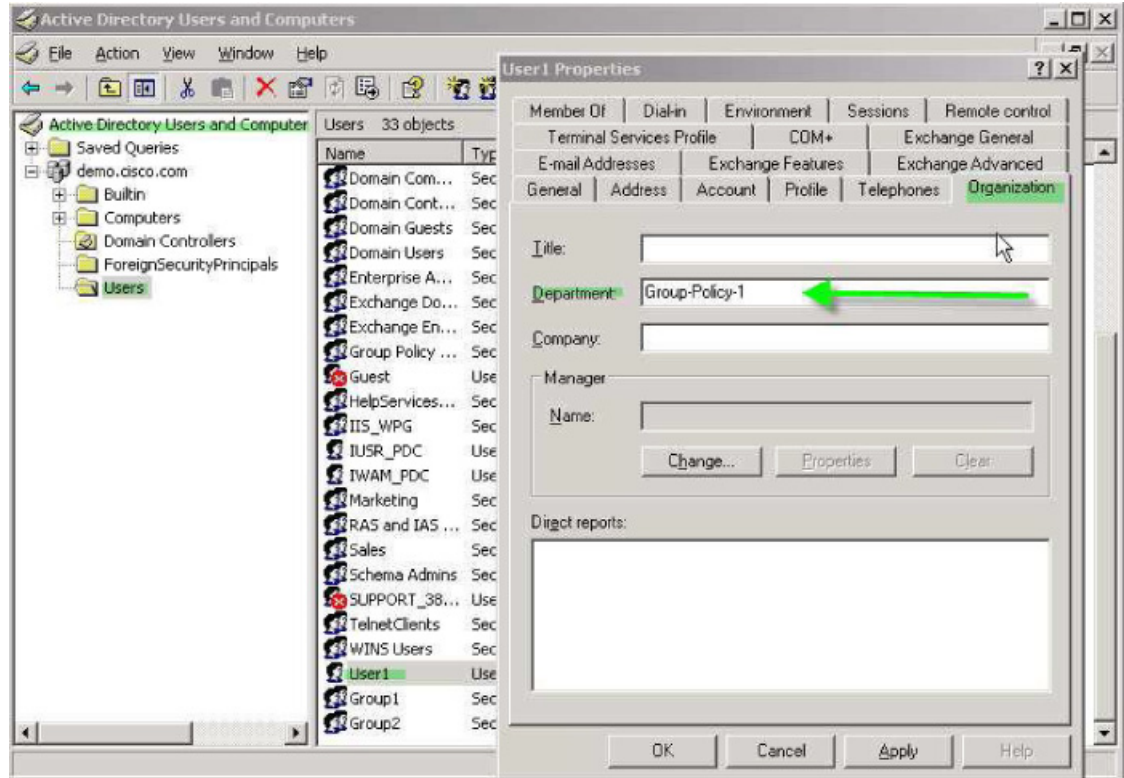 Active Directory Users and Computers
File Action View Window Help
Active Directory Users and Computer
Saved Queries
demo.cisco.com
Builtin
Computers
Domain Controllers
ForeignSecurityPrincipals
Users
Users 33 objects
Name Typ
Domain Com... Sec
Domain Cont... Sec
Domain Guests Sec
Domain Users Sec
Enterprise A... Sec
Exchange Do... Sec
Exchange En... Sec
Group Policy ... Sec
Guest Use
HelpServices... Sec
IIS_WPG Sec
IUSR_PDC Use
IWAM_PDC Use
Marketing Sec
RAS and IAS ... Sec
Sales Sec
Schema Admins Sec
SUPPORT_38... Use
TelnetClients Sec
WINS Users Sec
User1 Use
Group1 Sec
Group2 Sec
User1 Properties
Member Of Dial-in Environment Sessions Remote control
Terminal Services Profile COM+ Exchange General
E-mail Addresses Exchange Features Exchange Advanced
General Address Account Profile Telephones Organization
Title:
Department: Group-Policy-1
Company:
Manager
Name:
Change... Properties Clear
Direct reports:
OK Cancel Apply Help